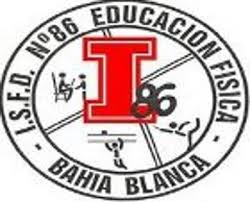 - I.S.F.D. Nº86 EDUCACION FISICA -
BAHIA BLANCA
I
86